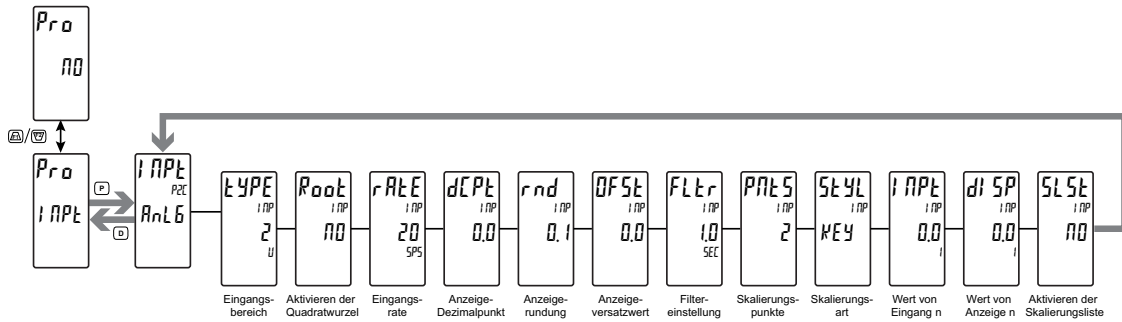 Pro
NO
Pro
INPt
P
D
INPt
P2C
AnLG
tYPE
INP
2
V
Root
INP
NO
rAtE
INP
20
SPS
dCPt
INP
0.0
rnd
INP
0.1
OFSt
INP
0.0
FLtr
INP
1.0
SEC
PNtS
INP
2
StYL
INP
KEY
INPt
INP
0.0
1
dISP
INP
0.0
1
SLSt
INP
NO
Eingangs-
bereich
Aktivieren der
Quadratwurzel
Eingangs-
rate
Anzeige-
Dezimalpunkt
Anzeige-
rundung
Anzeige-
versatzwert
Filter-
einstellung
Skalierungs-
punkte
Skalierungs-
art
Wert von
Eingang n
Wert von
Anzeige n
Aktivieren der
Skalierungsliste